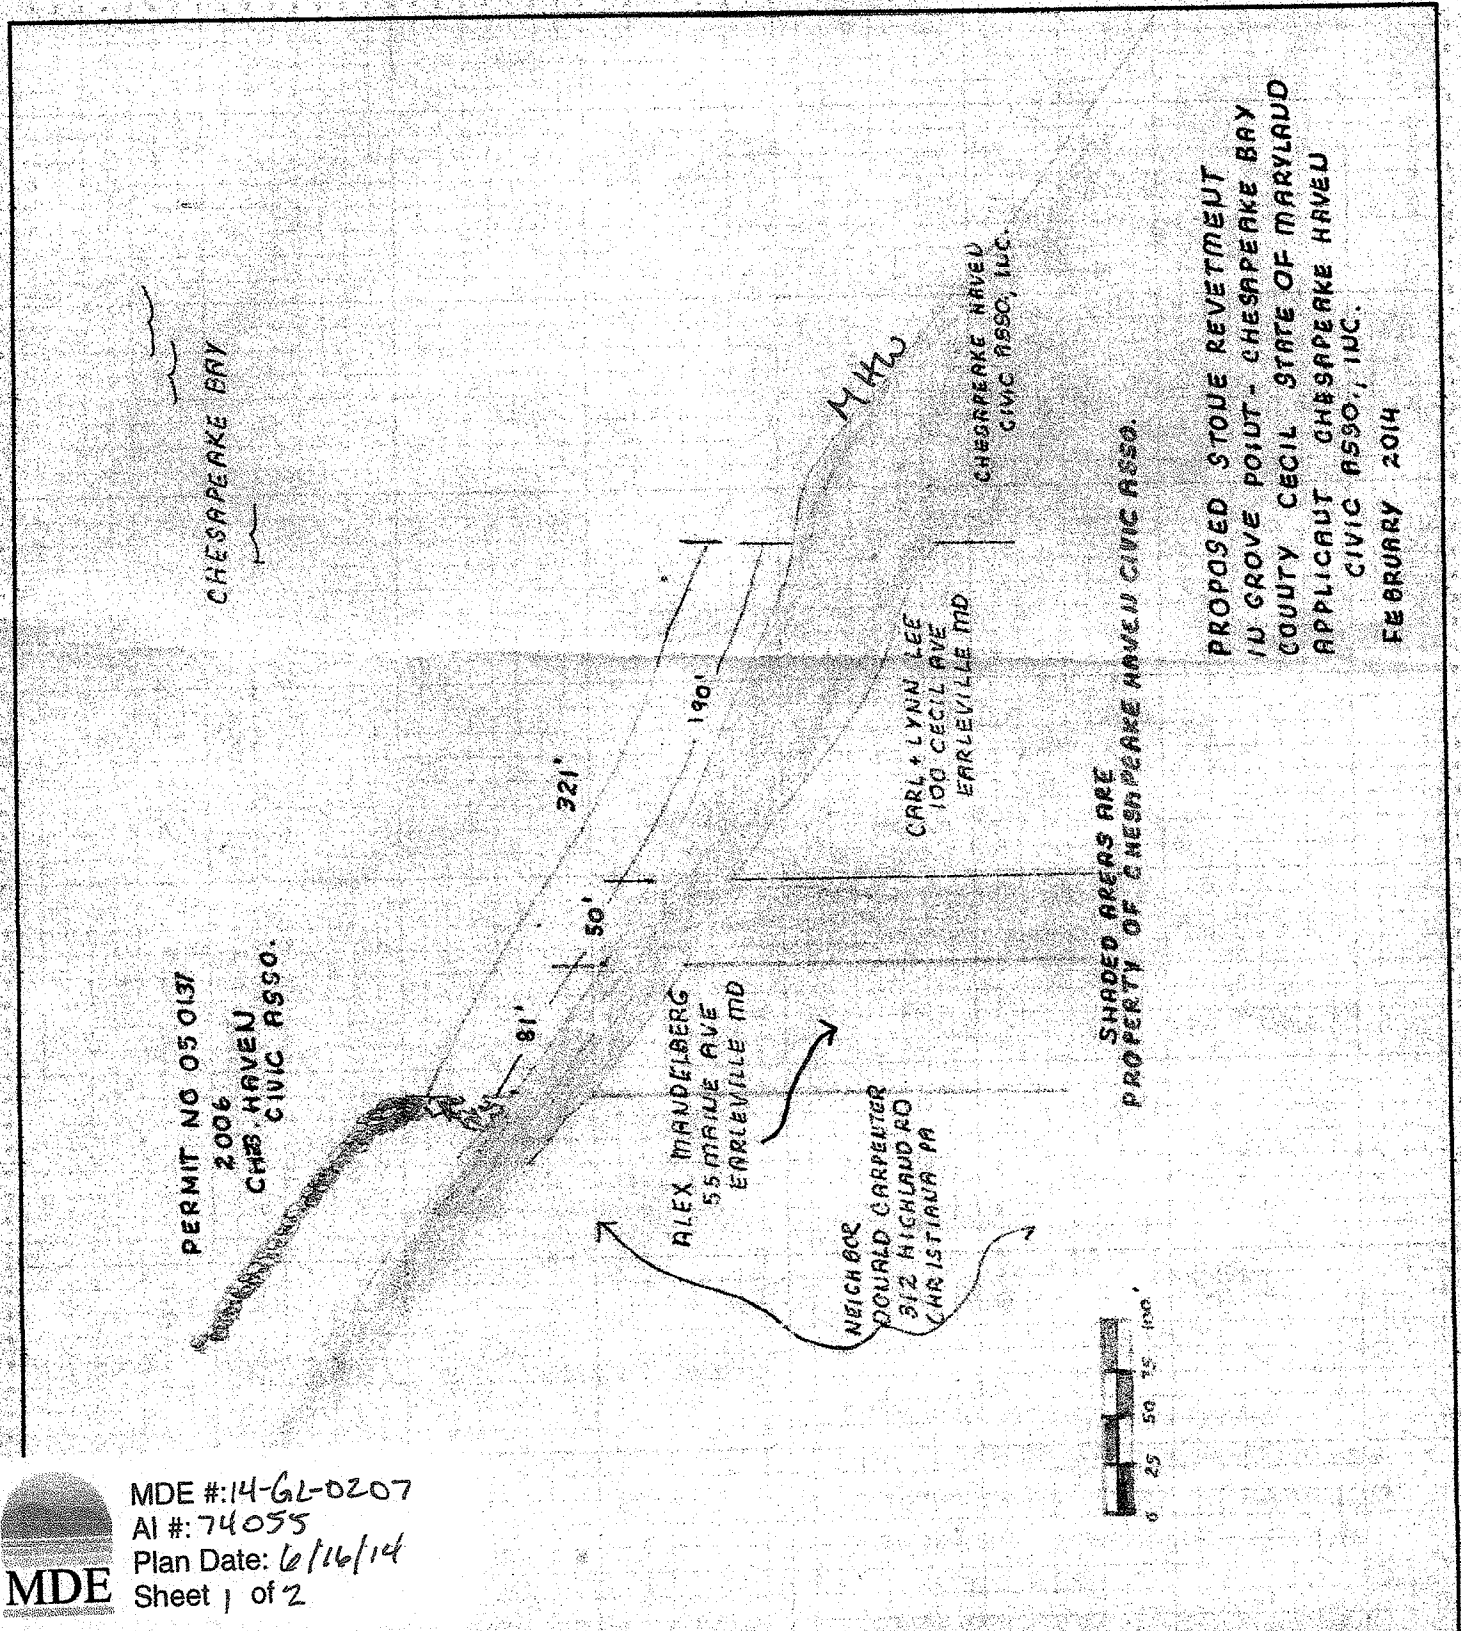 CHESAPEAKE BAY
PERMIT NO 050137
2006
CHES. HAVEN
CIVIC ASSO.
321'
190'
50'
81'
MHW
CHESAPEAKE HAVEN
CIVIC ASSO., INC.
CARL + LYNN LEE
100 CECIL AVE
EARLEVILLE MD
ALEX MANDELBERG
55 MAINE AVE
EARLEVILLE MD
NEIGHBOR
DONALD CARPENTER
312 HIGHLAND RD
CHRISTIANA PA
SHADED AREAS ARE
PROPERTY OF CHESAPEAKE HAVEN CIVIC ASSO.
PROPOSED STONE REVETMENT
IN GROVE POINT - CHESAPEAKE BAY
COUNTY CECIL STATE OF MARYLAND
APPLICANT CHESAPEAKE HAVEN
CIVIC ASSO., INC.
FEBRUARY 2014
0 25 50 75 100'
MDE
MDE #: 14-GL-0207
AI #: 74055
Plan Date: 6/16/14
Sheet 1 of 2